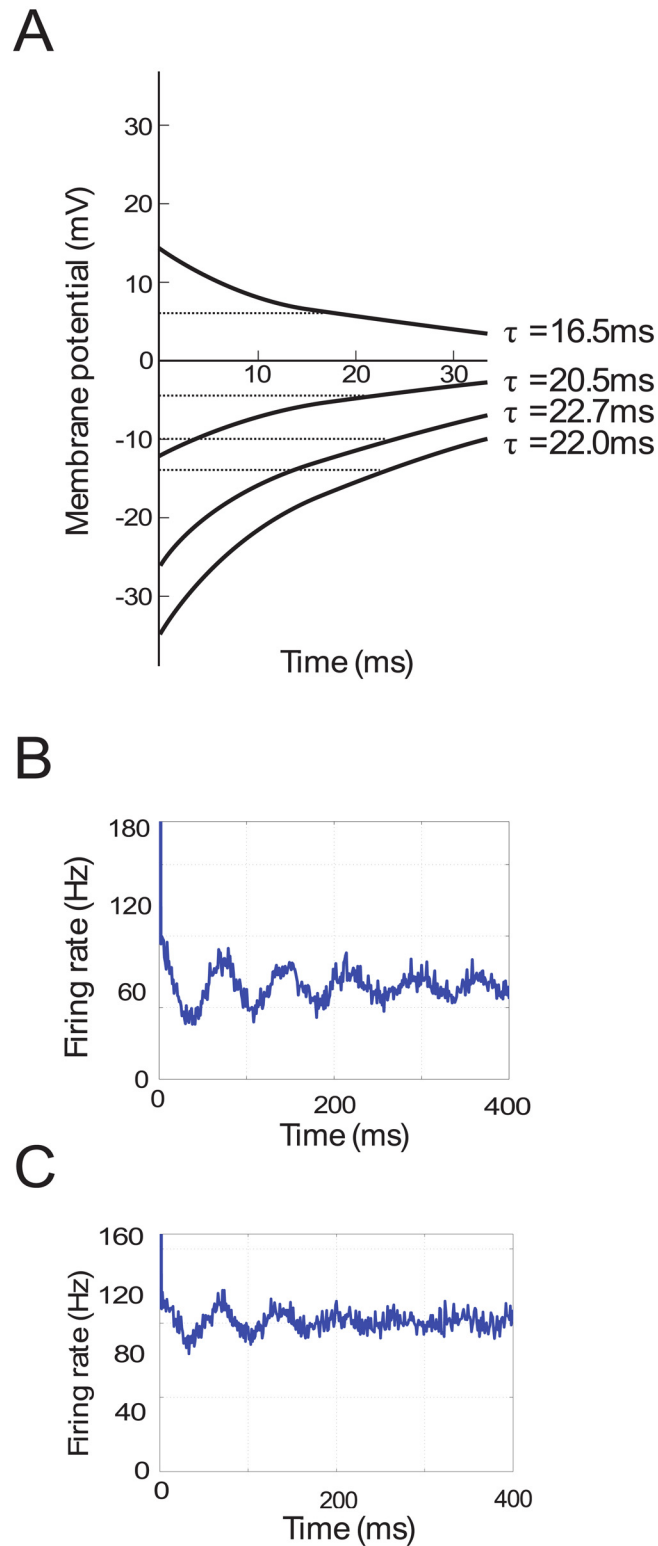 A
Membrane potential (mV)
30
20
10
0
-10
-20
-30
10 20 30
τ =16.5ms
τ =20.5ms
τ =22.7ms
τ =22.0ms
Time (ms)
B
Firing rate (Hz)
180
120
60
0
0 200 400
Time (ms)
C
Firing rate (Hz)
160
120
80
40
0
0 200 400
Time (ms)